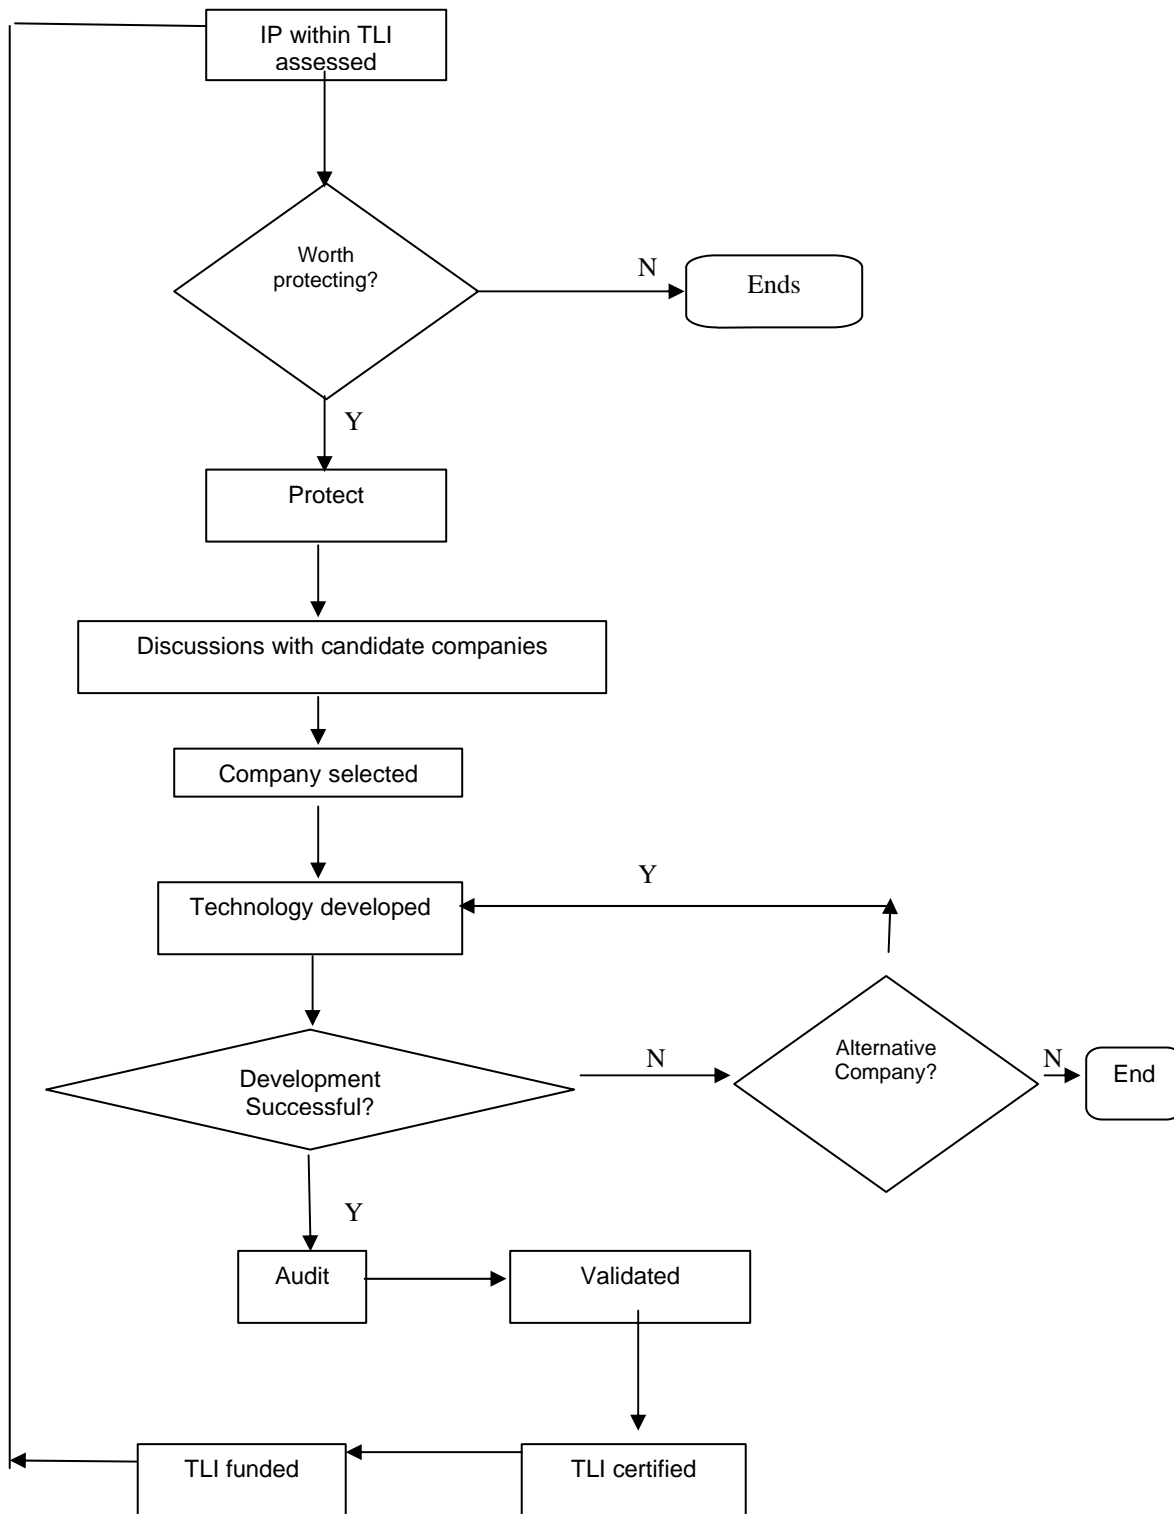 IP within TLI
assessed
Worth
protecting?
N
Ends
Y
Protect
Discussions with candidate companies
Company selected
Y
Technology developed
Development
Successful?
N
Alternative
Company?
N
End
Y
Audit
Validated
TLI funded
TLI certified